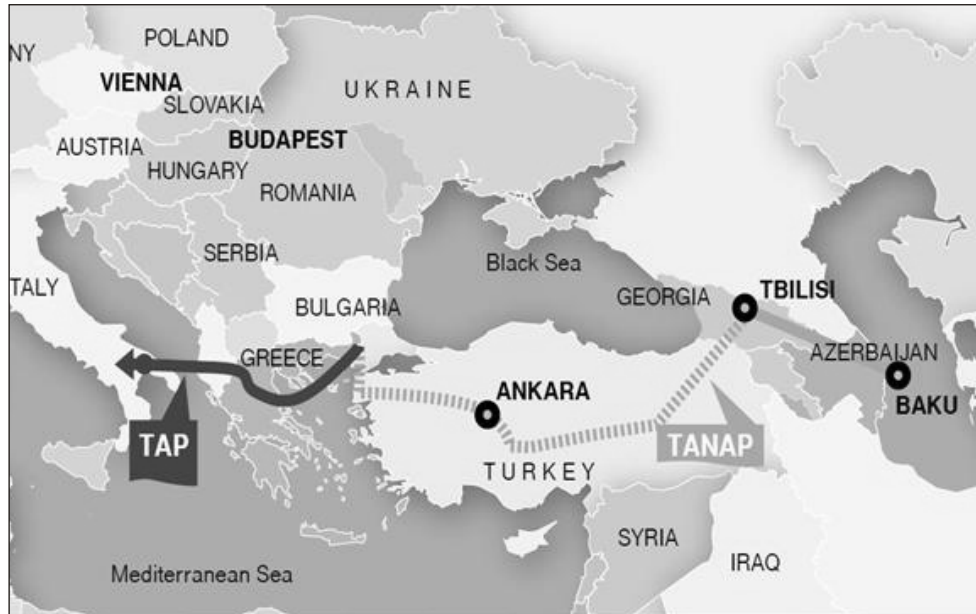 NY
POLAND
VIENNA
SLOVAKIA
UKRAINE
BUDAPEST
AUSTRIA
HUNGARY
ROMANIA
SERBIA
Black Sea
TALY
BULGARIA
GEORGIA
TBILISI
GREECE
AZERBAIJAN
ANKARA
BAKU
TAP
TANAP
TURKEY
SYRIA
IRAQ
Mediterranean Sea